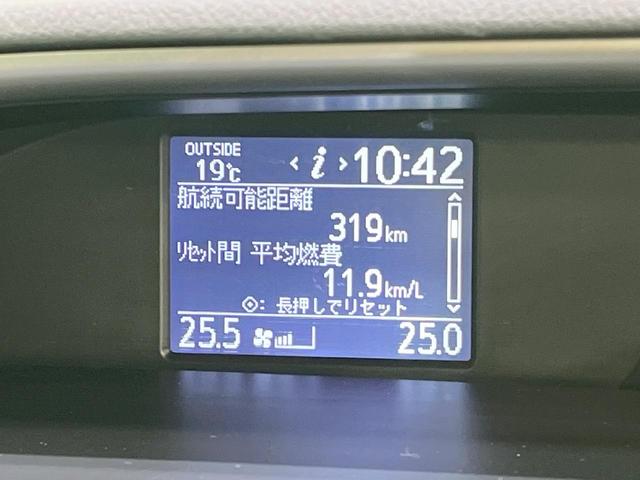 OUTSIDE
19℃
< i > 10:42
航続可能距離
319km
リセット間 平均燃費
11.9km/L
: 長押しでリセット
25.5
25.0